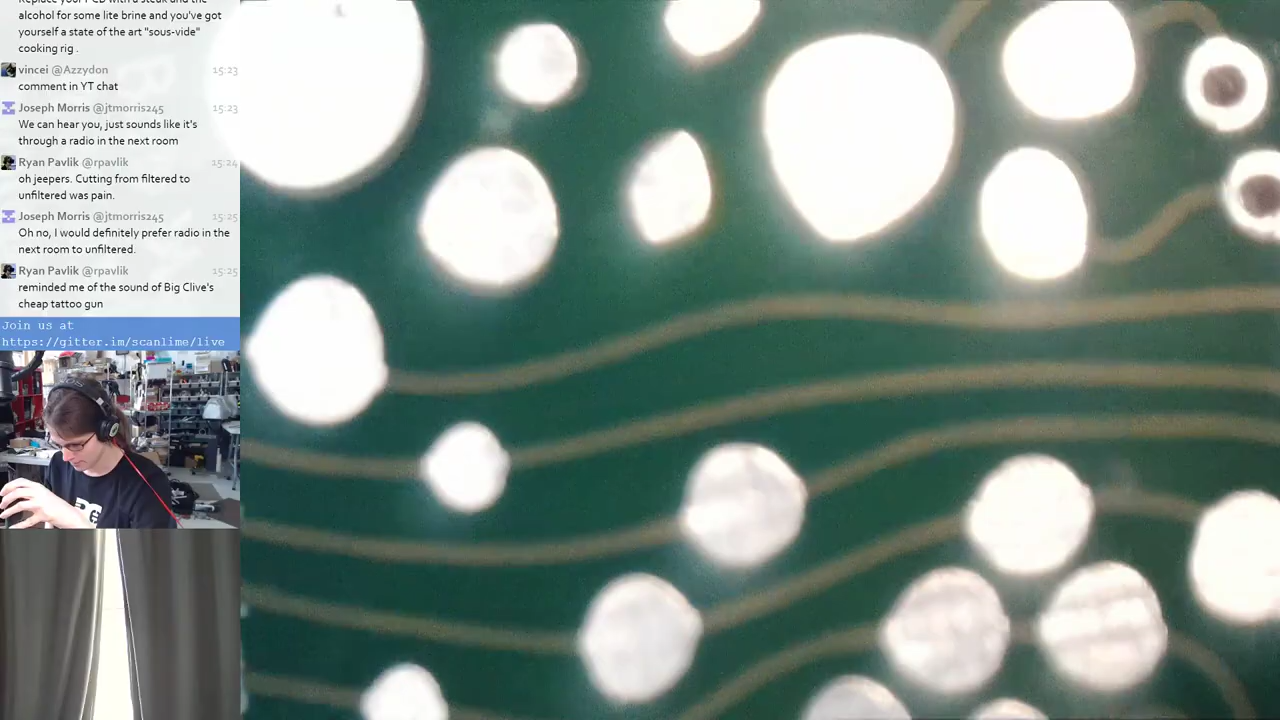 Replace your PCB with a steak and the
alcohol for some lite brine and you've got
yourself a state of the art "sous-vide"
cooking rig .
vincei @Azzydon 15:23
comment in YT chat
Joseph Morris @jtmorris245 15:23
We can hear you, just sounds like it's
through a radio in the next room
Ryan Pavlik @rpavlik 15:24
oh jeepers. Cutting from filtered to
unfiltered was pain.
Joseph Morris @jtmorris245 15:25
Oh no, I would definitely prefer radio in the
next room to unfiltered.
Ryan Pavlik @rpavlik 15:25
reminded me of the sound of Big Clive's
cheap tattoo gun
Join us at
https://gitter.im/scanlime/live